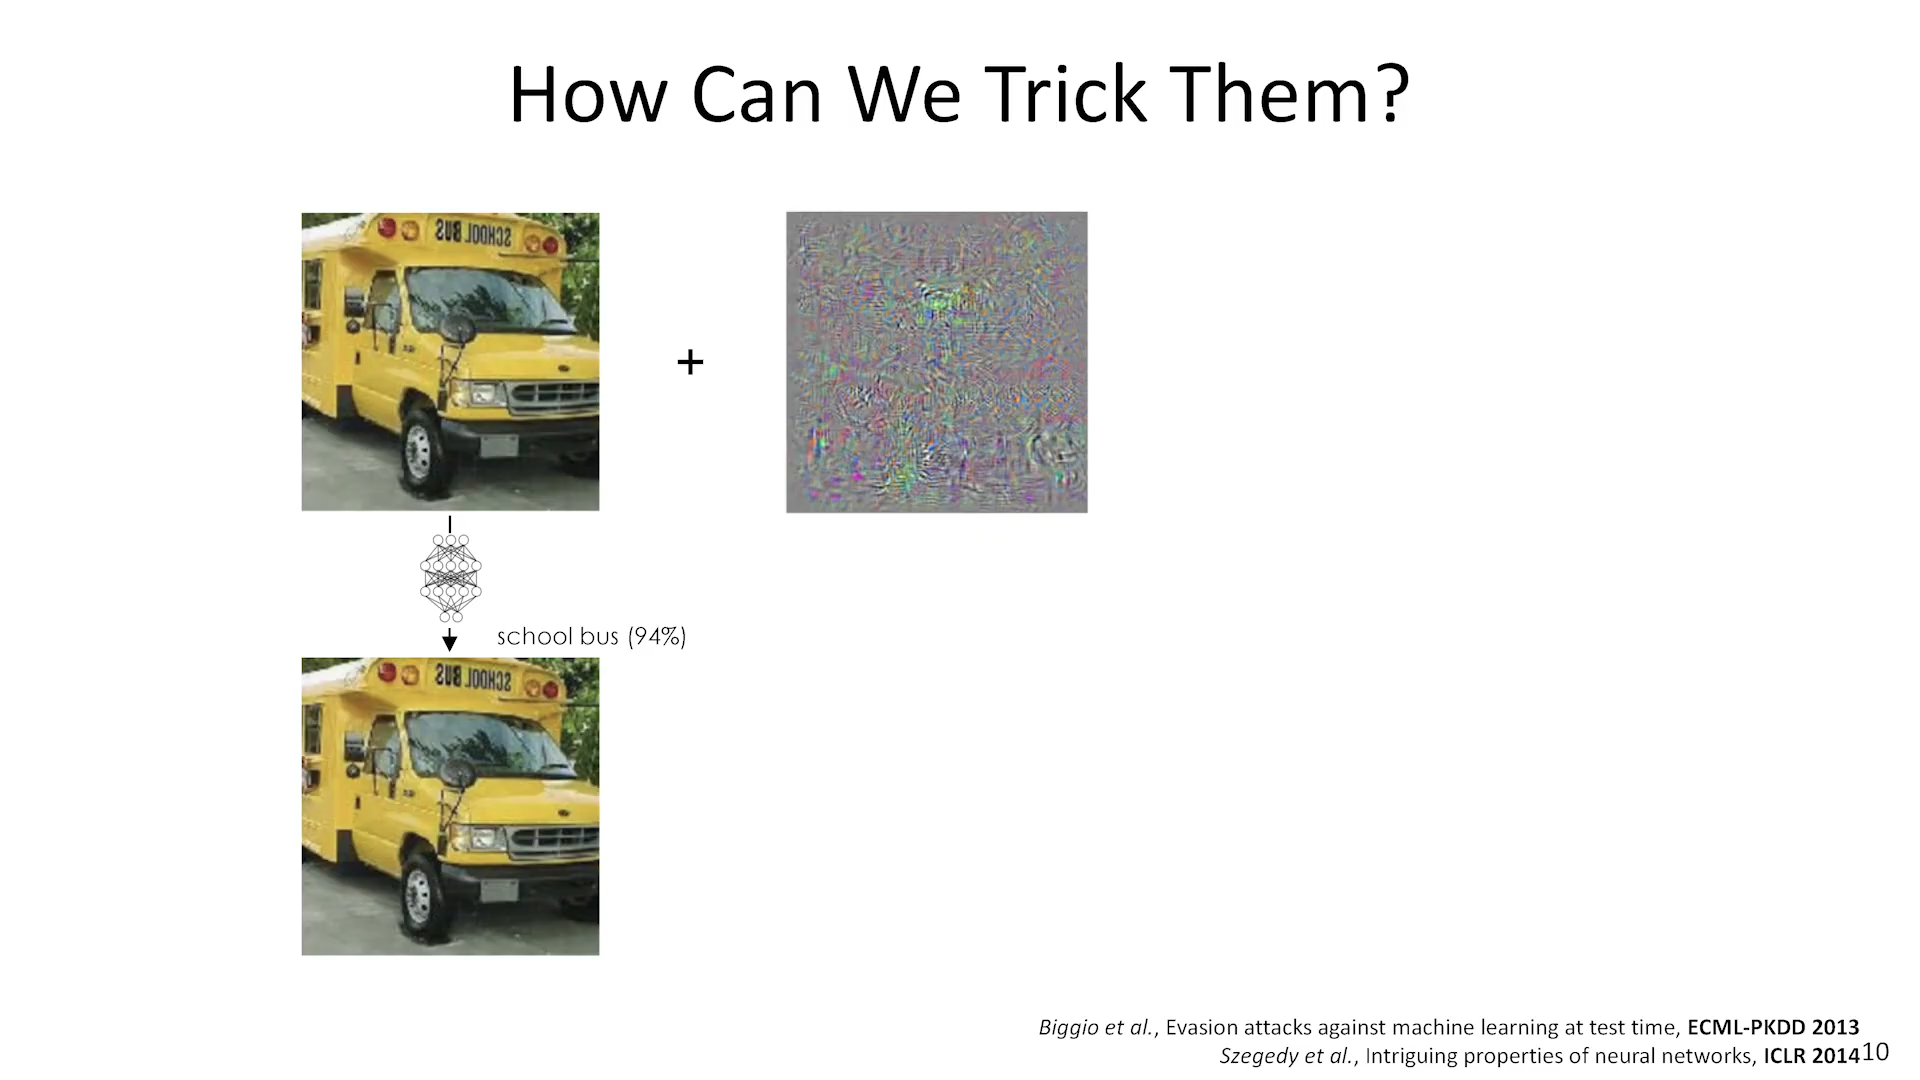 How Can We Trick Them?
SCHOOL BUS
+
school bus (94%)
SCHOOL BUS
Biggio et al., Evasion attacks against machine learning at test time, ECML-PKDD 2013
Szegedy et al., Intriguing properties of neural networks, ICLR 2014
10